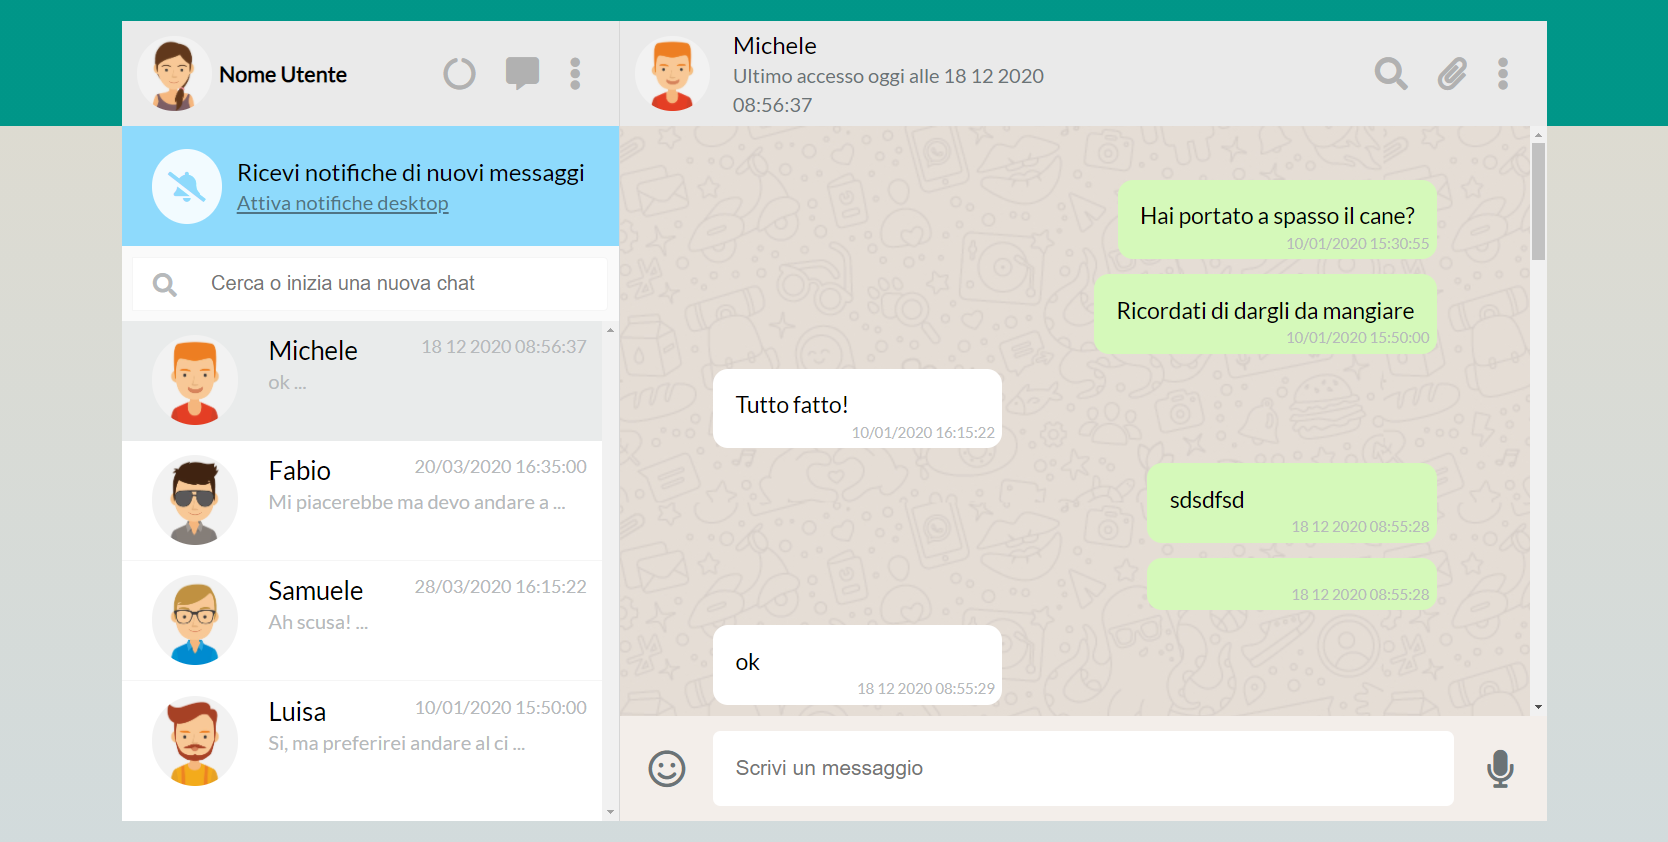 Nome Utente
Ricevi notifiche di nuovi messaggi
Attiva notifiche desktop
Cerca o inizia una nuova chat
Michele 18 12 2020 08:56:37
ok ...
Fabio 20/03/2020 16:35:00
Mi piacerebbe ma devo andare a ...
Samuele 28/03/2020 16:15:22
Ah scusa! ...
Luisa 10/01/2020 15:50:00
Si, ma preferirei andare al ci ...
Michele
Ultimo accesso oggi alle 18 12 2020
08:56:37
Hai portato a spasso il cane?
10/01/2020 15:30:55
Ricordati di dargli da mangiare
10/01/2020 15:50:00
Tutto fatto!
10/01/2020 16:15:22
sdsdfsd
18 12 2020 08:55:28
18 12 2020 08:55:28
ok
18 12 2020 08:55:29
Scrivi un messaggio